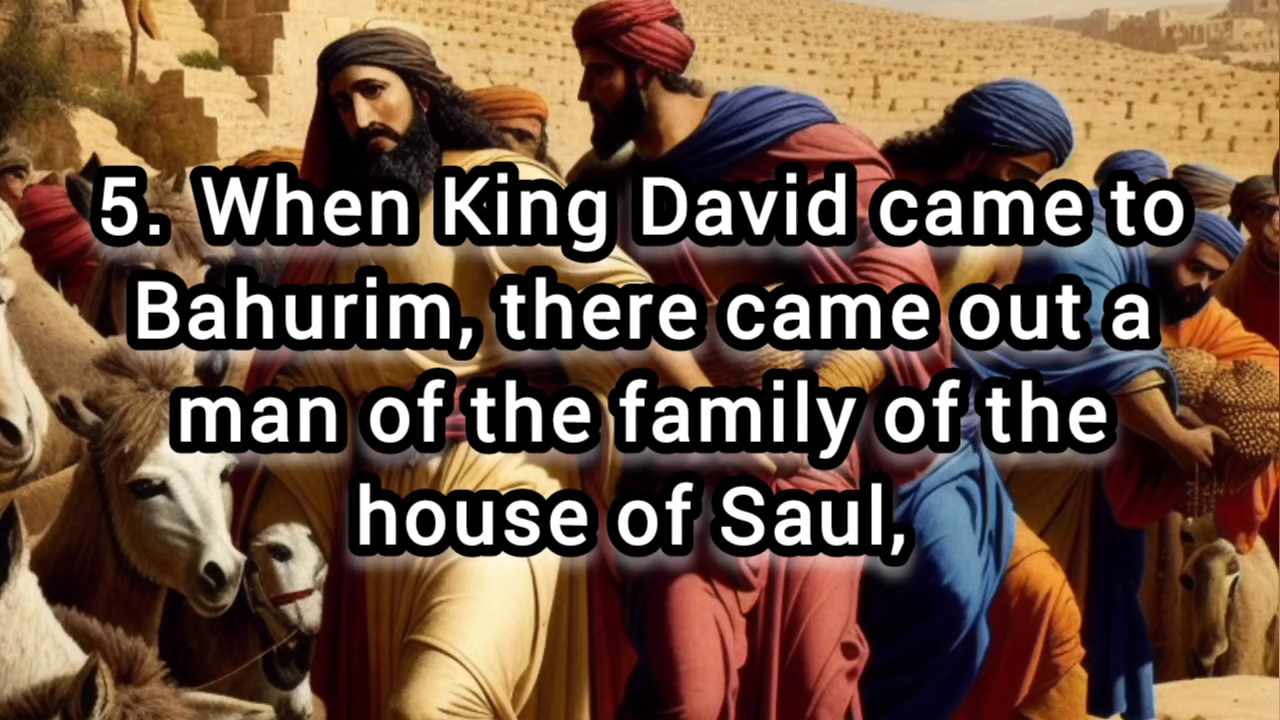 5. When King David came to
Bahurim, there came out a
man of the family of the
house of Saul,